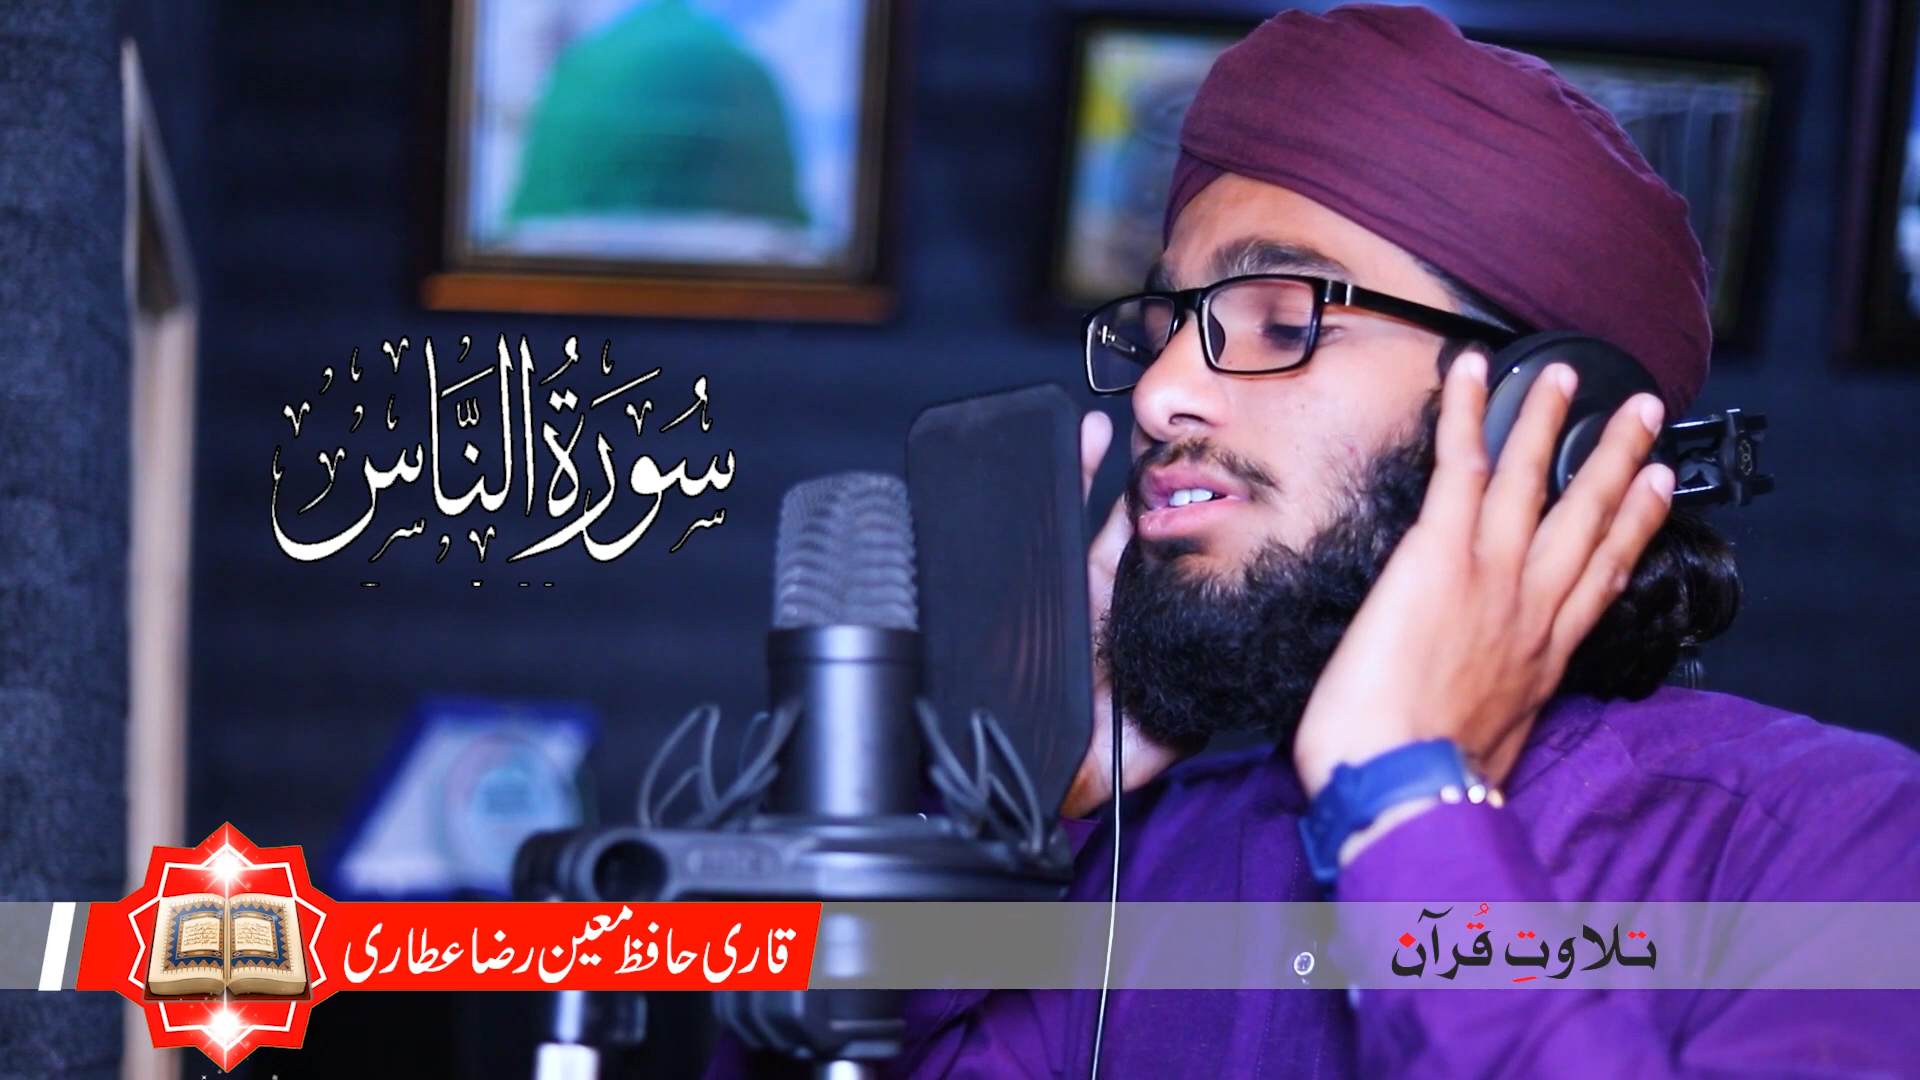 سُورَةُ النَّاس
قاری حافظ معین رضا عطاری
تلاوتِ قُرآن